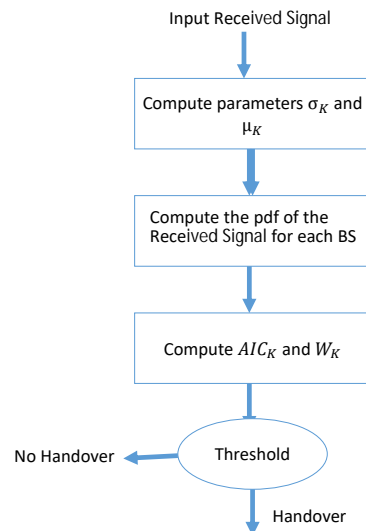 Input Received Signal
Compute parameters σ_K and
μ_K
Compute the pdf of the
Received Signal for each BS
Compute AIC_K and W_K
Threshold
No Handover
Handover